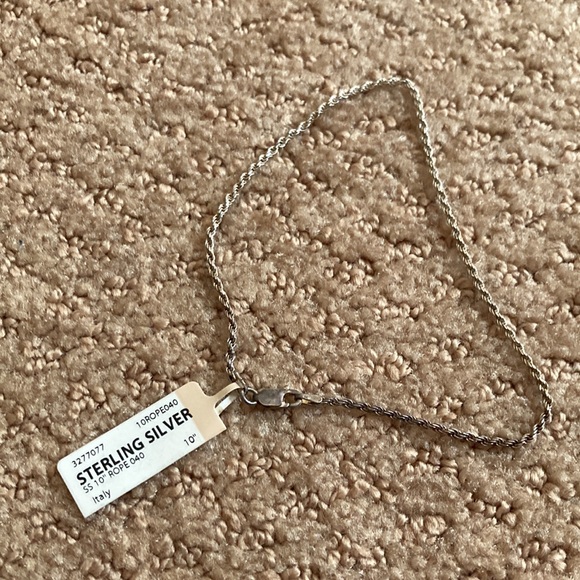 3277077 10ROPE040
STERLING SILVER
SS 10" ROPE 040 10"
Italy